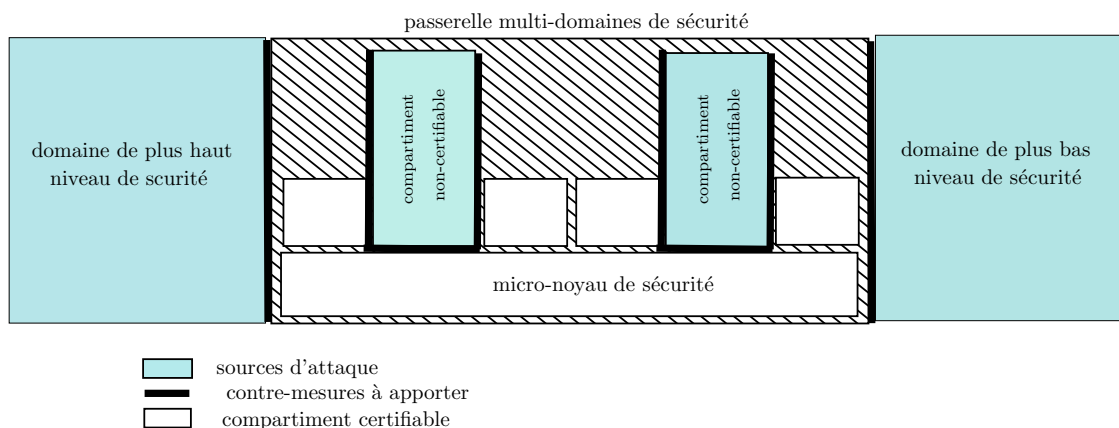 passerelle multi-domaines de sécurité
domaine de plus haut
niveau de scurité
compartiment
non-certifiable
compartiment
non-certifiable
domaine de plus bas
niveau de sécurité
micro-noyau de sécurité
sources d'attaque
contre-mesures à apporter
compartiment certifiable